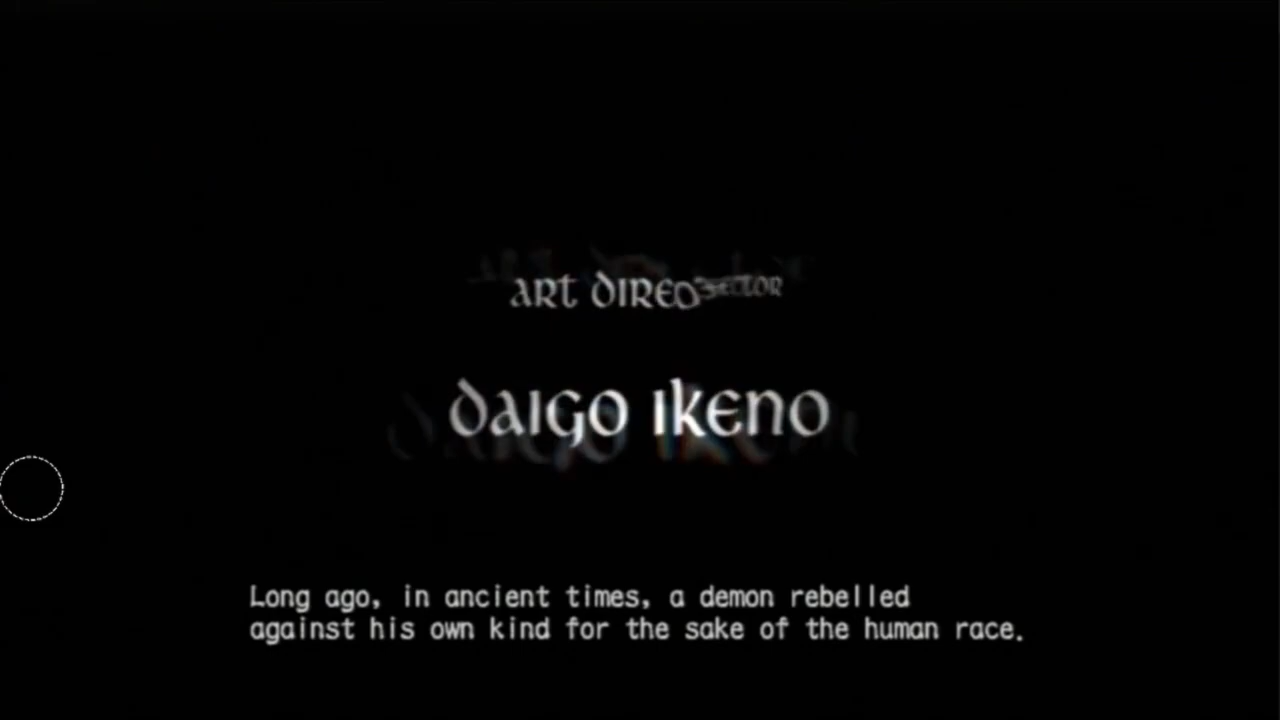 ART DIRECTOR
DAIGO IKENO
Long ago, in ancient times, a demon rebelled
against his own kind for the sake of the human race.